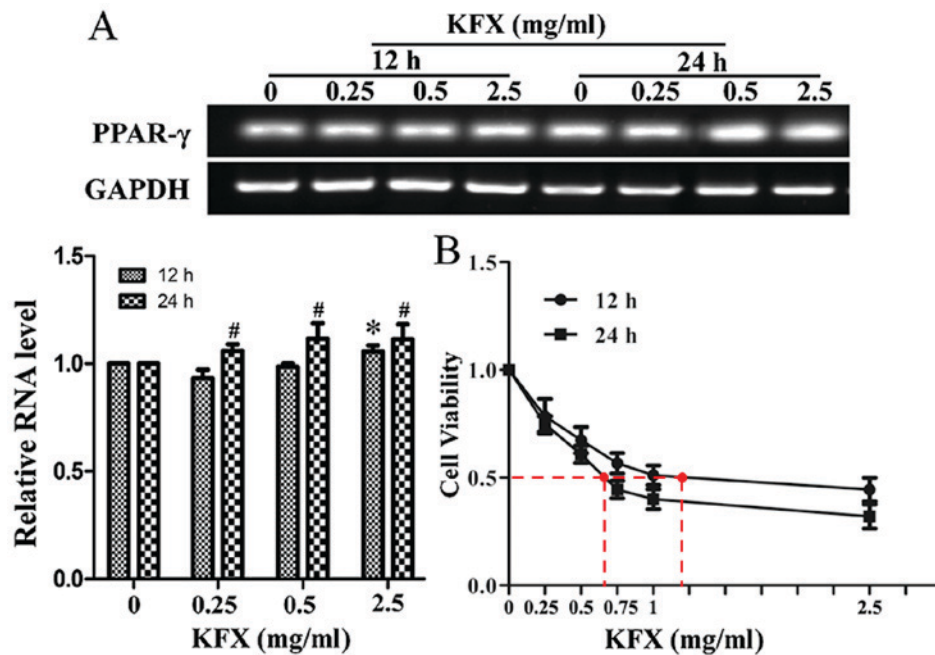 A
KFX (mg/ml)
12 h 24 h
0 0.25 0.5 2.5 0 0.25 0.5 2.5
PPAR-γ
GAPDH
Relative RNA level
1.5
1.0
0.5
0.0
12 h
24 h
#
#
* #
0 0.25 0.5 2.5
KFX (mg/ml)
B
Cell Viability
1.5
1.0
0.5
0.0
12 h
24 h
0 0.25 0.5 0.75 1 2.5
KFX (mg/ml)